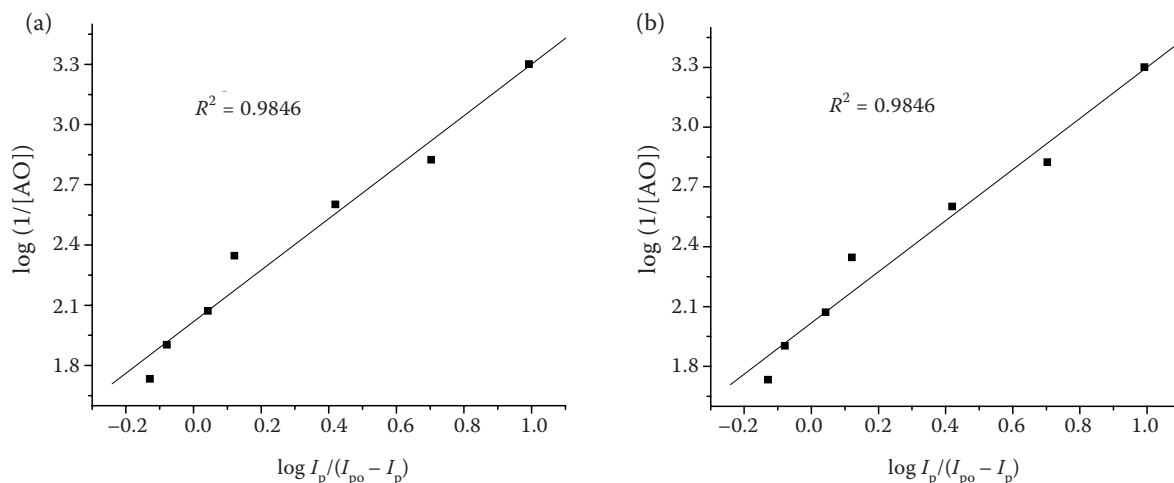 (a)
3.3
3.0
2.7
2.4
2.1
1.8
log (1/[AO])
R² = 0.9846
−0.2 0.0 0.2 0.4 0.6 0.8 1.0
log Iₚ/(Iₚₒ − Iₚ)
(b)
3.3
3.0
2.7
2.4
2.1
1.8
log (1/[AO])
R² = 0.9846
−0.2 0.0 0.2 0.4 0.6 0.8 1.0
log Iₚ/(Iₚₒ − Iₚ)